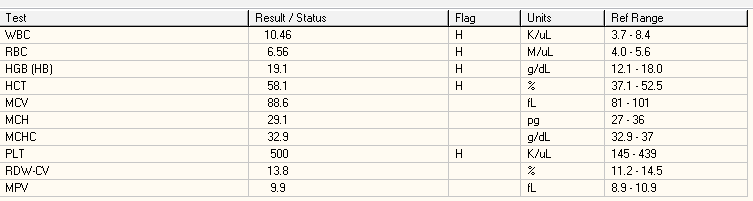 Test Result / Status Flag Units Ref Range
WBC 10.46 H K/uL 3.7 - 8.4
RBC 6.56 H M/uL 4.0 - 5.6
HGB (HB) 19.1 H g/dL 12.1 - 18.0
HCT 58.1 H % 37.1 - 52.5
MCV 88.6 fL 81 - 101
MCH 29.1 pg 27 - 36
MCHC 32.9 g/dL 32.9 - 37
PLT 500 H K/uL 145 - 439
RDW-CV 13.8 % 11.2 - 14.5
MPV 9.9 fL 8.9 - 10.9